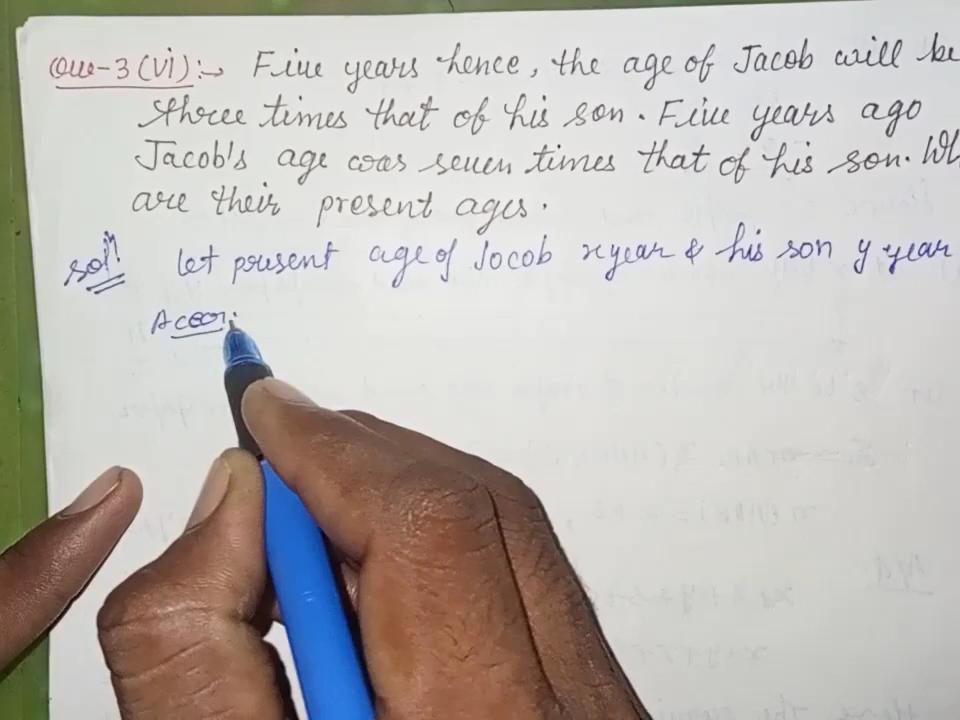 Que-3(vi):→ Five years hence, the age of Jacob will be
three times that of his son. Five years ago
Jacob's age was seven times that of his son.
are their present ages.
Solⁿ Let present age of Jocob x year & his son y year
Accor: